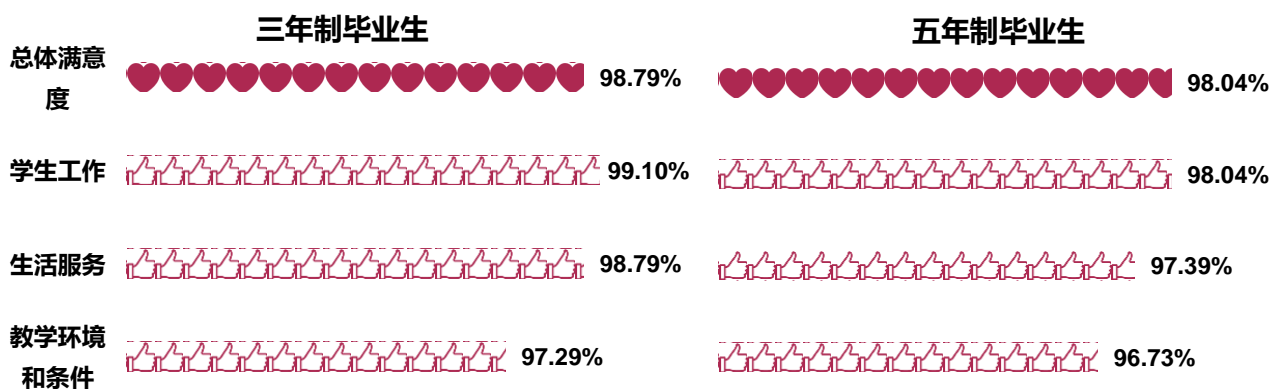 三年制毕业生
五年制毕业生
总体满意
度
98.79%
98.04%
学生工作
99.10%
98.04%
生活服务
98.79%
97.39%
教学环境
和条件
97.29%
96.73%